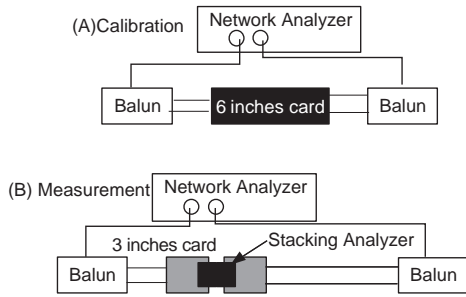 (A)Calibration
Network Analyzer
Balun
6 inches card
Balun
(B) Measurement
Network Analyzer
3 inches card
Stacking Analyzer
Balun
Balun